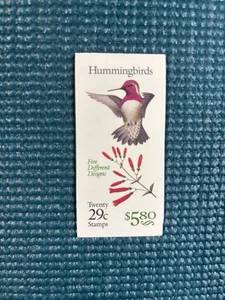 Hummingbirds
Five
Different
Designs
Twenty
29c
Stamps
$5.80